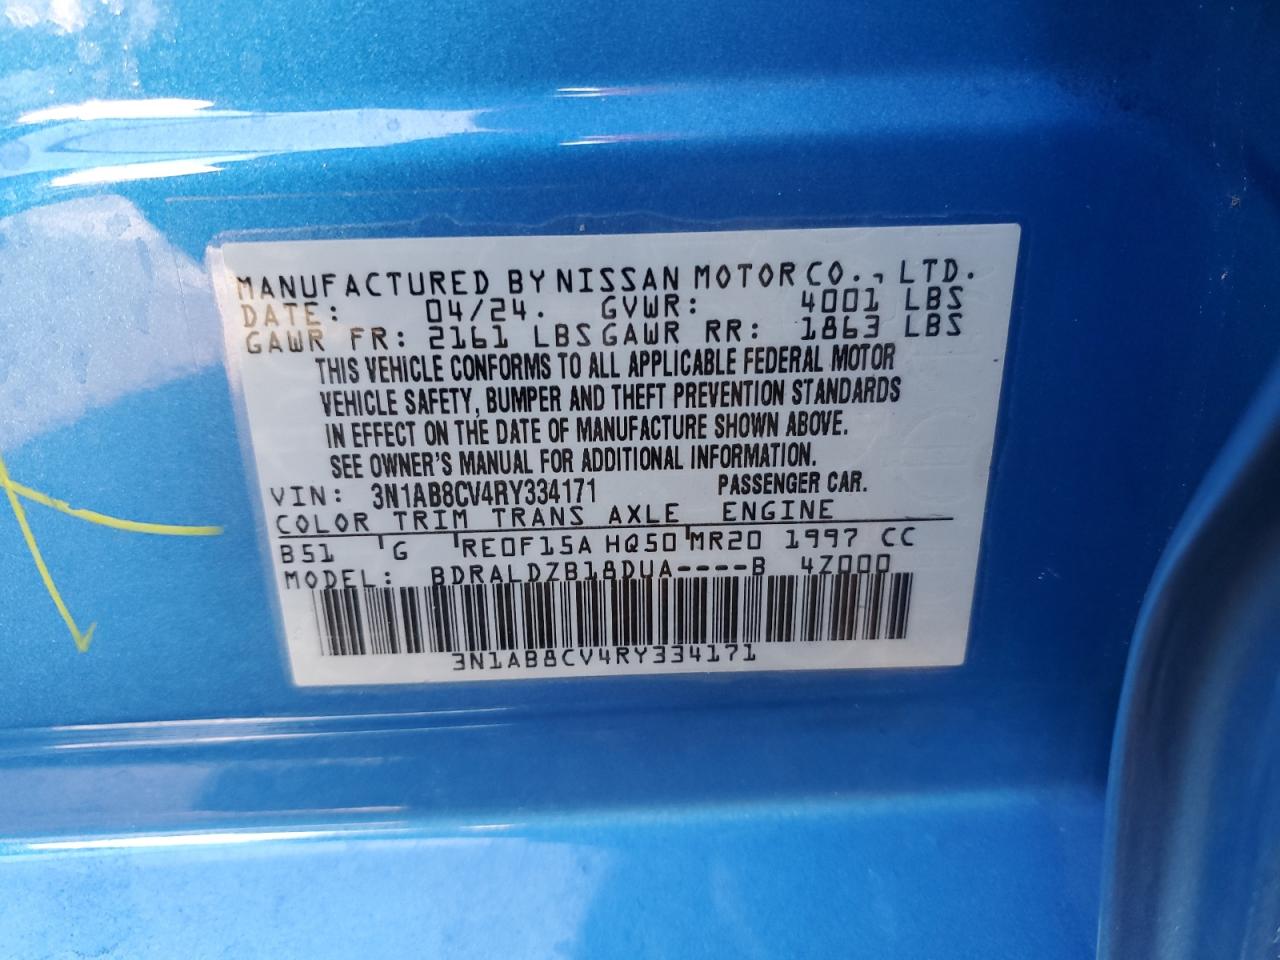 MANUFACTURED BY NISSAN MOTOR CO., LTD.
DATE: 04/24. GVWR: 4001 LBS
GAWR FR: 2161 LBS GAWR RR: 1863 LBS
THIS VEHICLE CONFORMS TO ALL APPLICABLE FEDERAL MOTOR
VEHICLE SAFETY, BUMPER AND THEFT PREVENTION STANDARDS
IN EFFECT ON THE DATE OF MANUFACTURE SHOWN ABOVE.
SEE OWNER'S MANUAL FOR ADDITIONAL INFORMATION.
VIN: 3N1AB8CV4RY334171 PASSENGER CAR.
COLOR TRIM TRANS AXLE ENGINE
B51 G RE0F15A HQ50 MR20 1997 CC
MODEL: BDRALDZB18DUA----B 4Z000
3N1AB8CV4RY334171